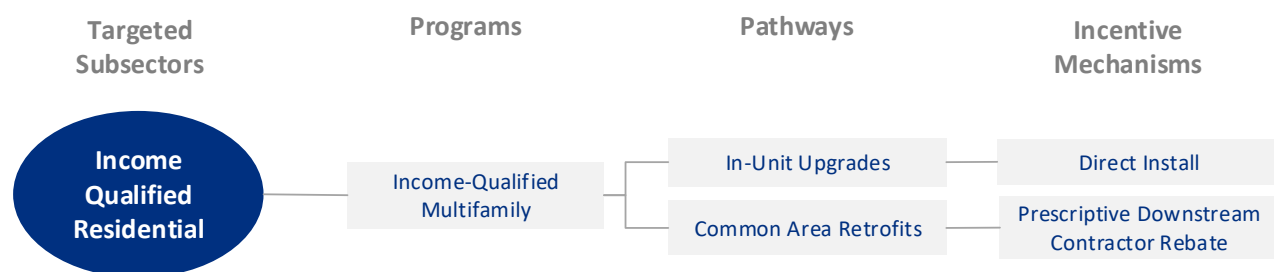 Targeted
Subsectors
Programs
Pathways
Incentive
Mechanisms
Income
Qualified
Residential
Income-Qualified
Multifamily
In-Unit Upgrades
Direct Install
Common Area Retrofits
Prescriptive Downstream
Contractor Rebate